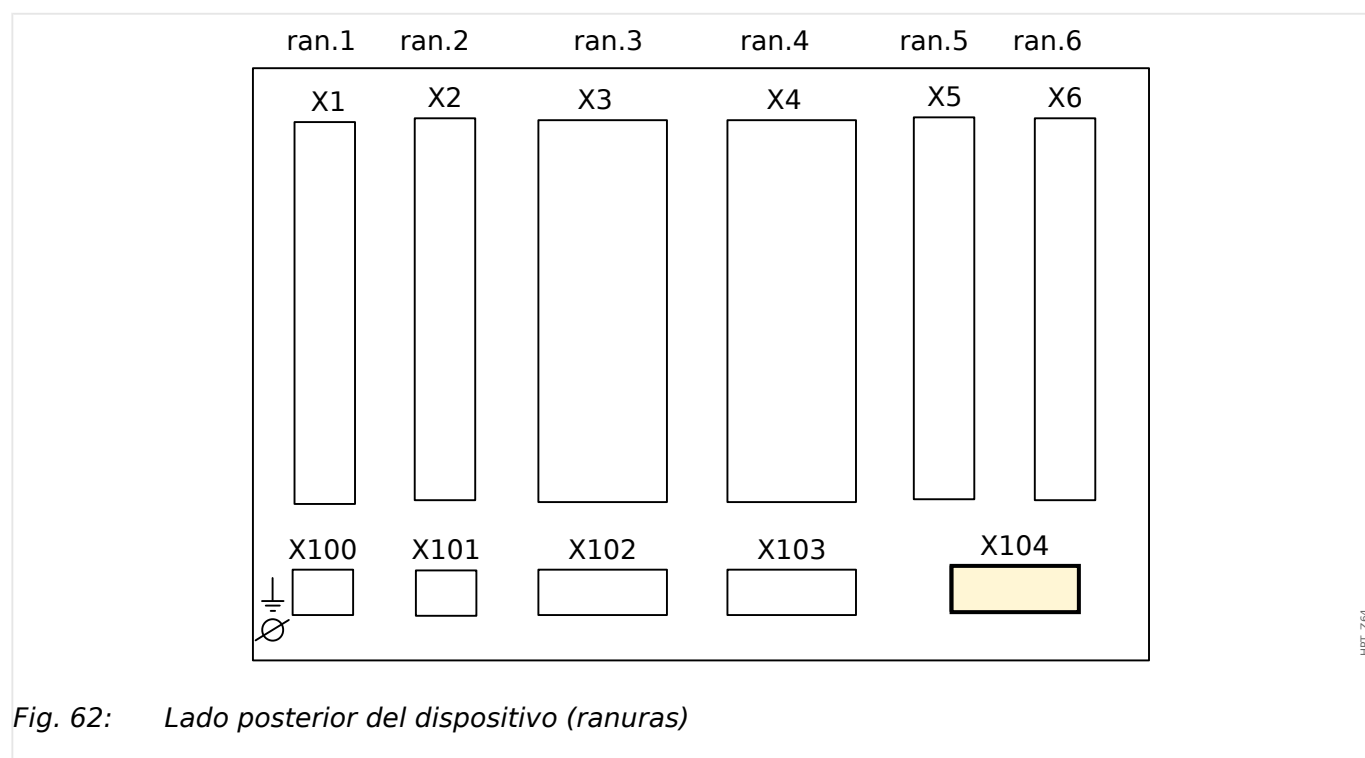 ran.1 ran.2 ran.3 ran.4 ran.5 ran.6
X1 X2 X3 X4 X5 X6
X100 X101 X102 X103 X104
Fig. 62: Lado posterior del dispositivo (ranuras)